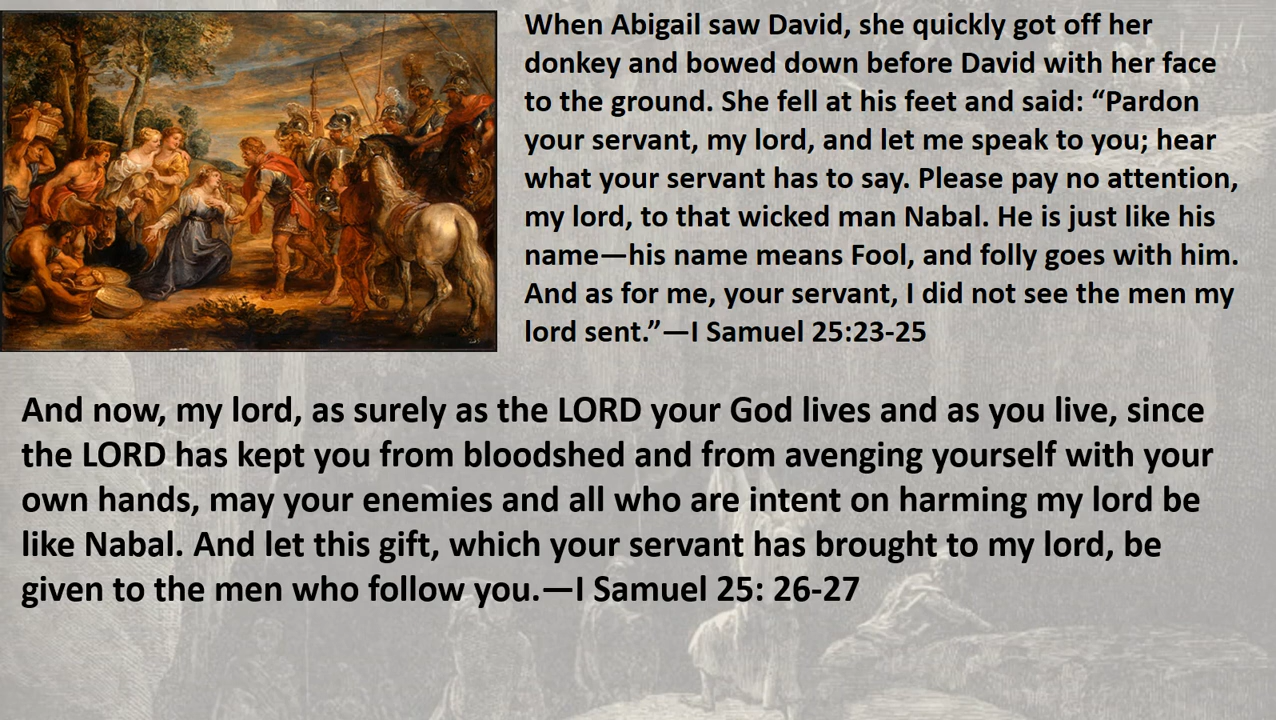 When Abigail saw David, she quickly got off her
donkey and bowed down before David with her face
to the ground. She fell at his feet and said: “Pardon
your servant, my lord, and let me speak to you; hear
what your servant has to say. Please pay no attention,
my lord, to that wicked man Nabal. He is just like his
name—his name means Fool, and folly goes with him.
And as for me, your servant, I did not see the men my
lord sent.”—I Samuel 25:23-25
And now, my lord, as surely as the LORD your God lives and as you live, since
the LORD has kept you from bloodshed and from avenging yourself with your
own hands, may your enemies and all who are intent on harming my lord be
like Nabal. And let this gift, which your servant has brought to my lord, be
given to the men who follow you.—I Samuel 25: 26-27